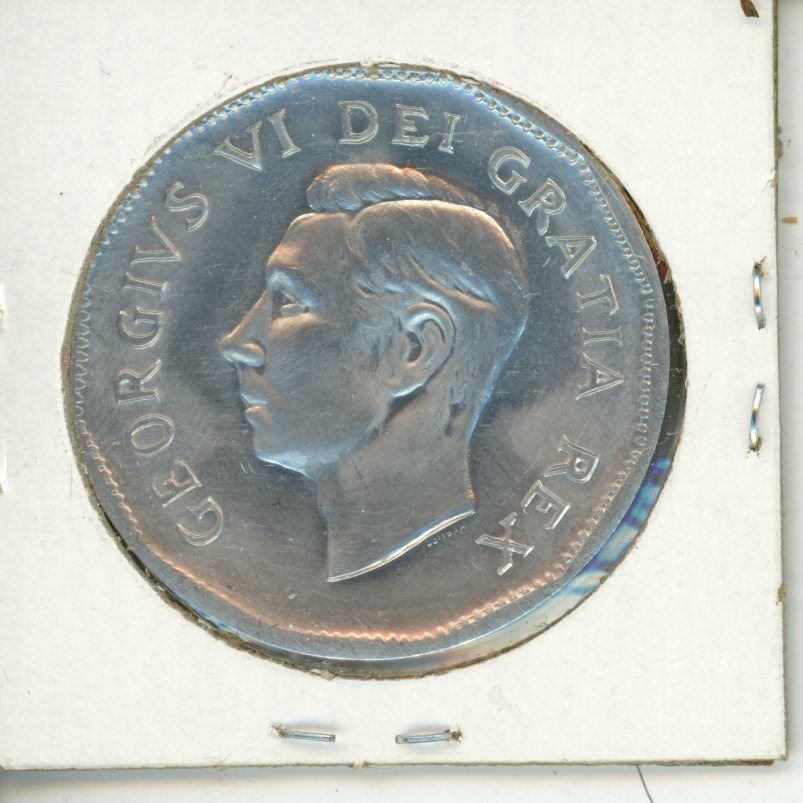 GEORGIVS VI DEI GRATIA REX